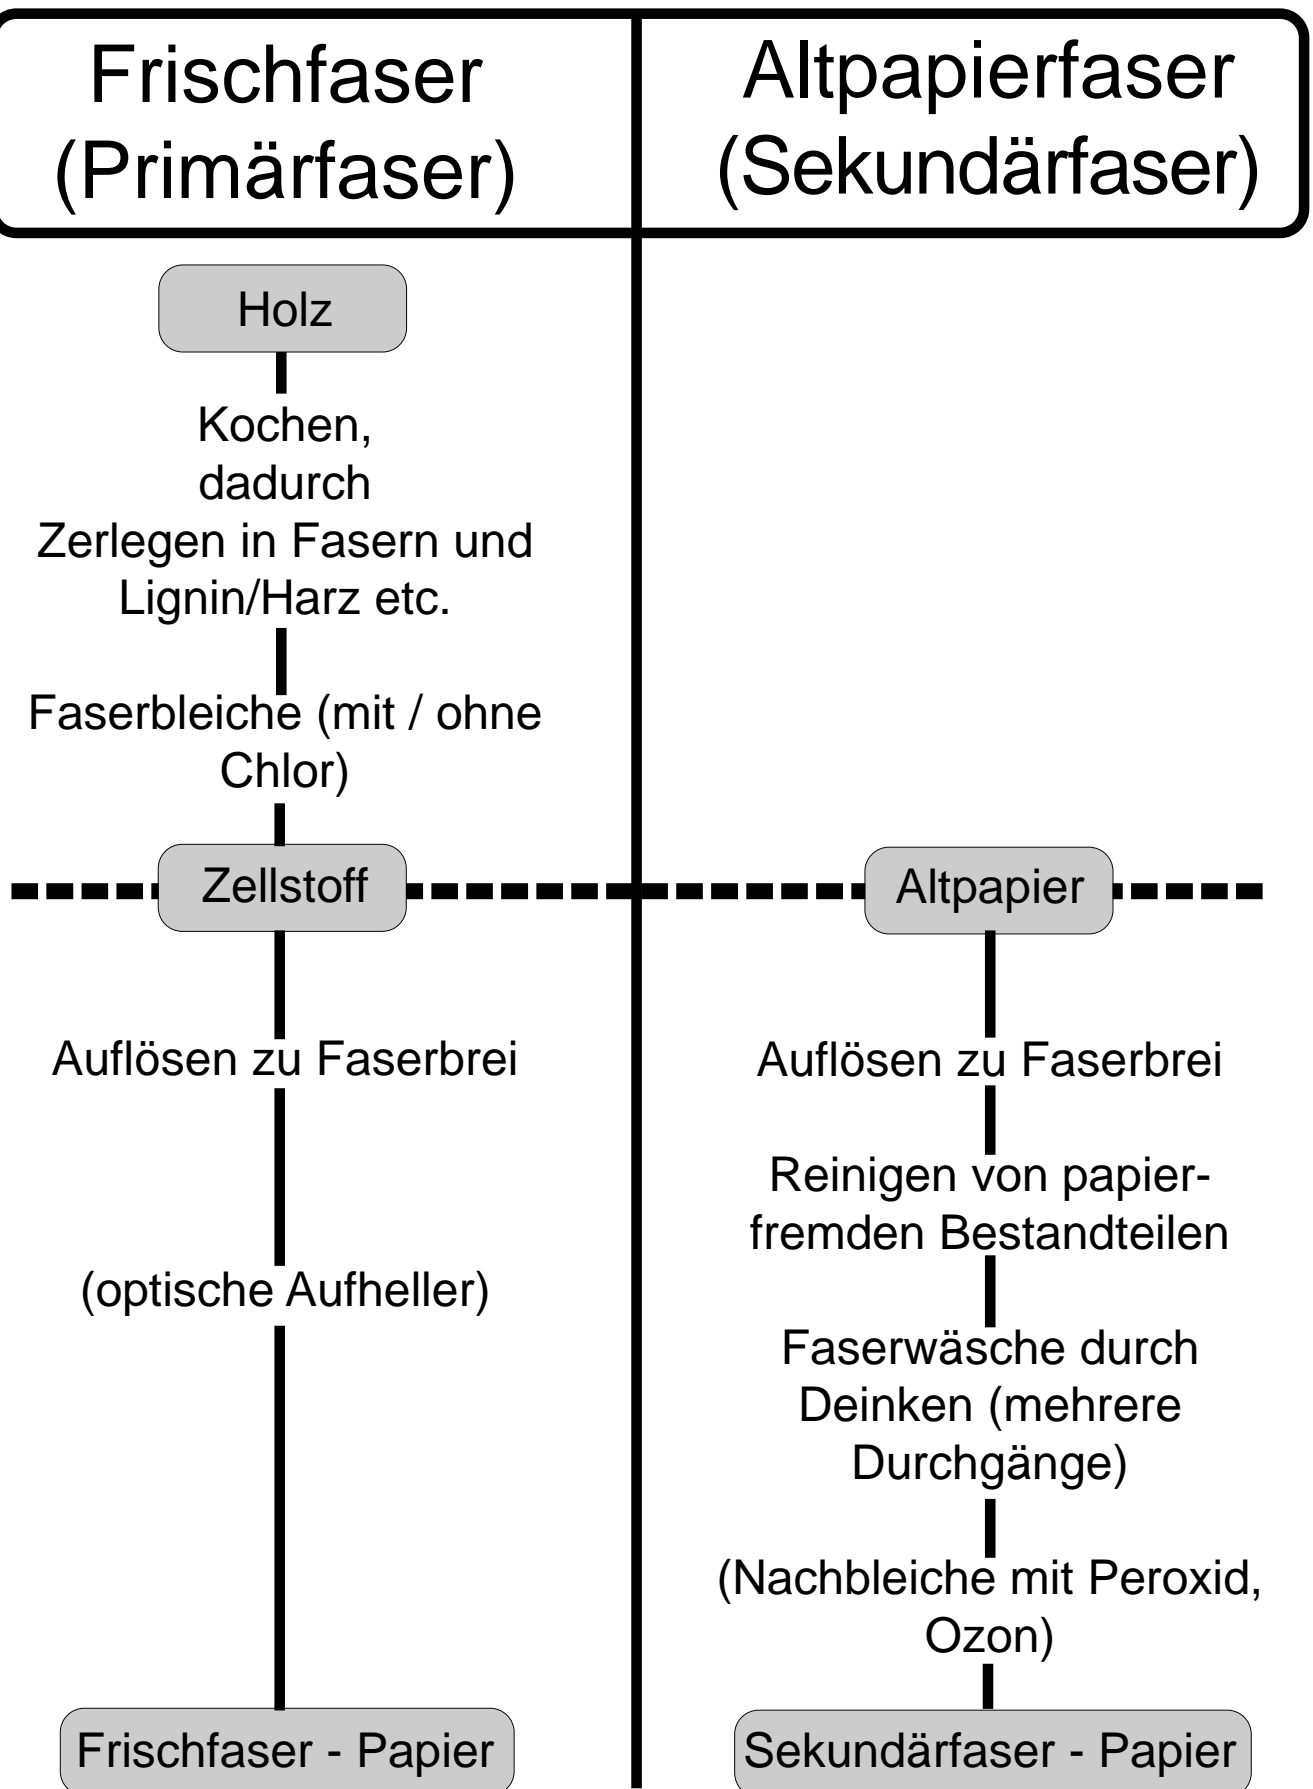 Frischfaser
(Primärfaser)
Altpapierfaser
(Sekundärfaser)
Holz
Kochen,
dadurch
Zerlegen in Fasern und
Lignin/Harz etc.
Faserbleiche (mit / ohne
Chlor)
Zellstoff
Auflösen zu Faserbrei
(optische Aufheller)
Frischfaser - Papier
Altpapier
Auflösen zu Faserbrei
Reinigen von papier-
fremden Bestandteilen
Faserwäsche durch
Deinken (mehrere
Durchgänge)
(Nachbleiche mit Peroxid,
Ozon)
Sekundärfaser - Papier